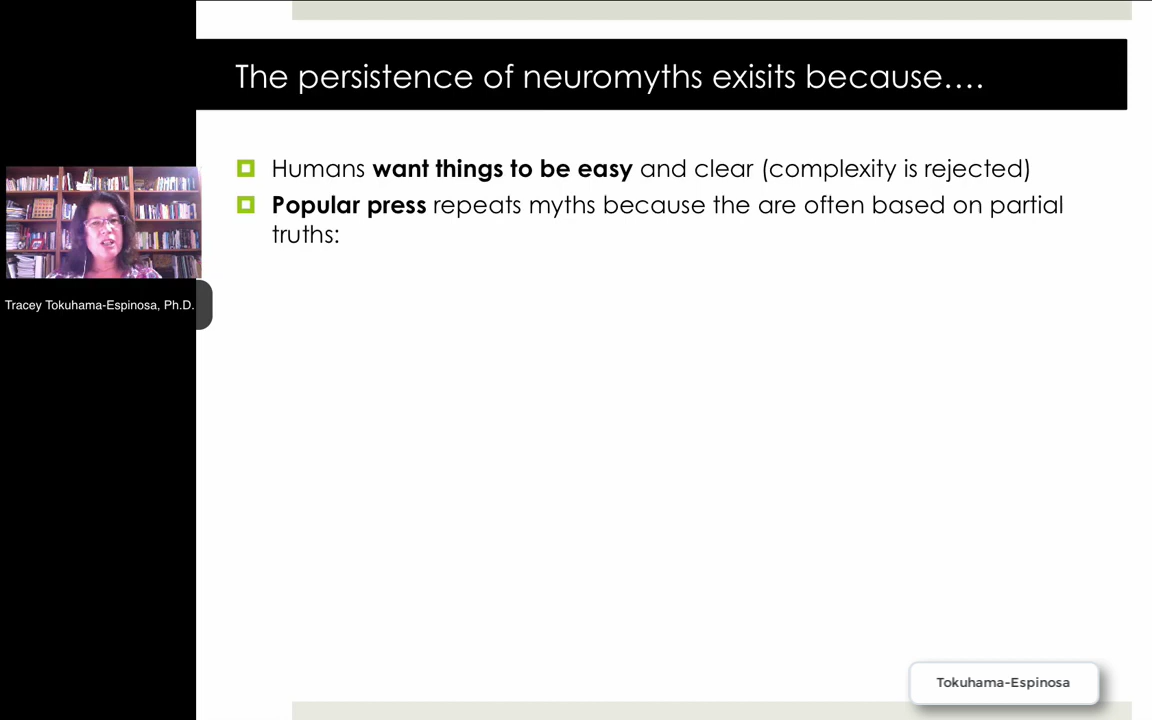 The persistence of neuromyths exisits because….
Humans want things to be easy and clear (complexity is rejected)
Popular press repeats myths because the are often based on partial
truths:
Tracey Tokuhama-Espinosa, Ph.D.
Tokuhama-Espinosa